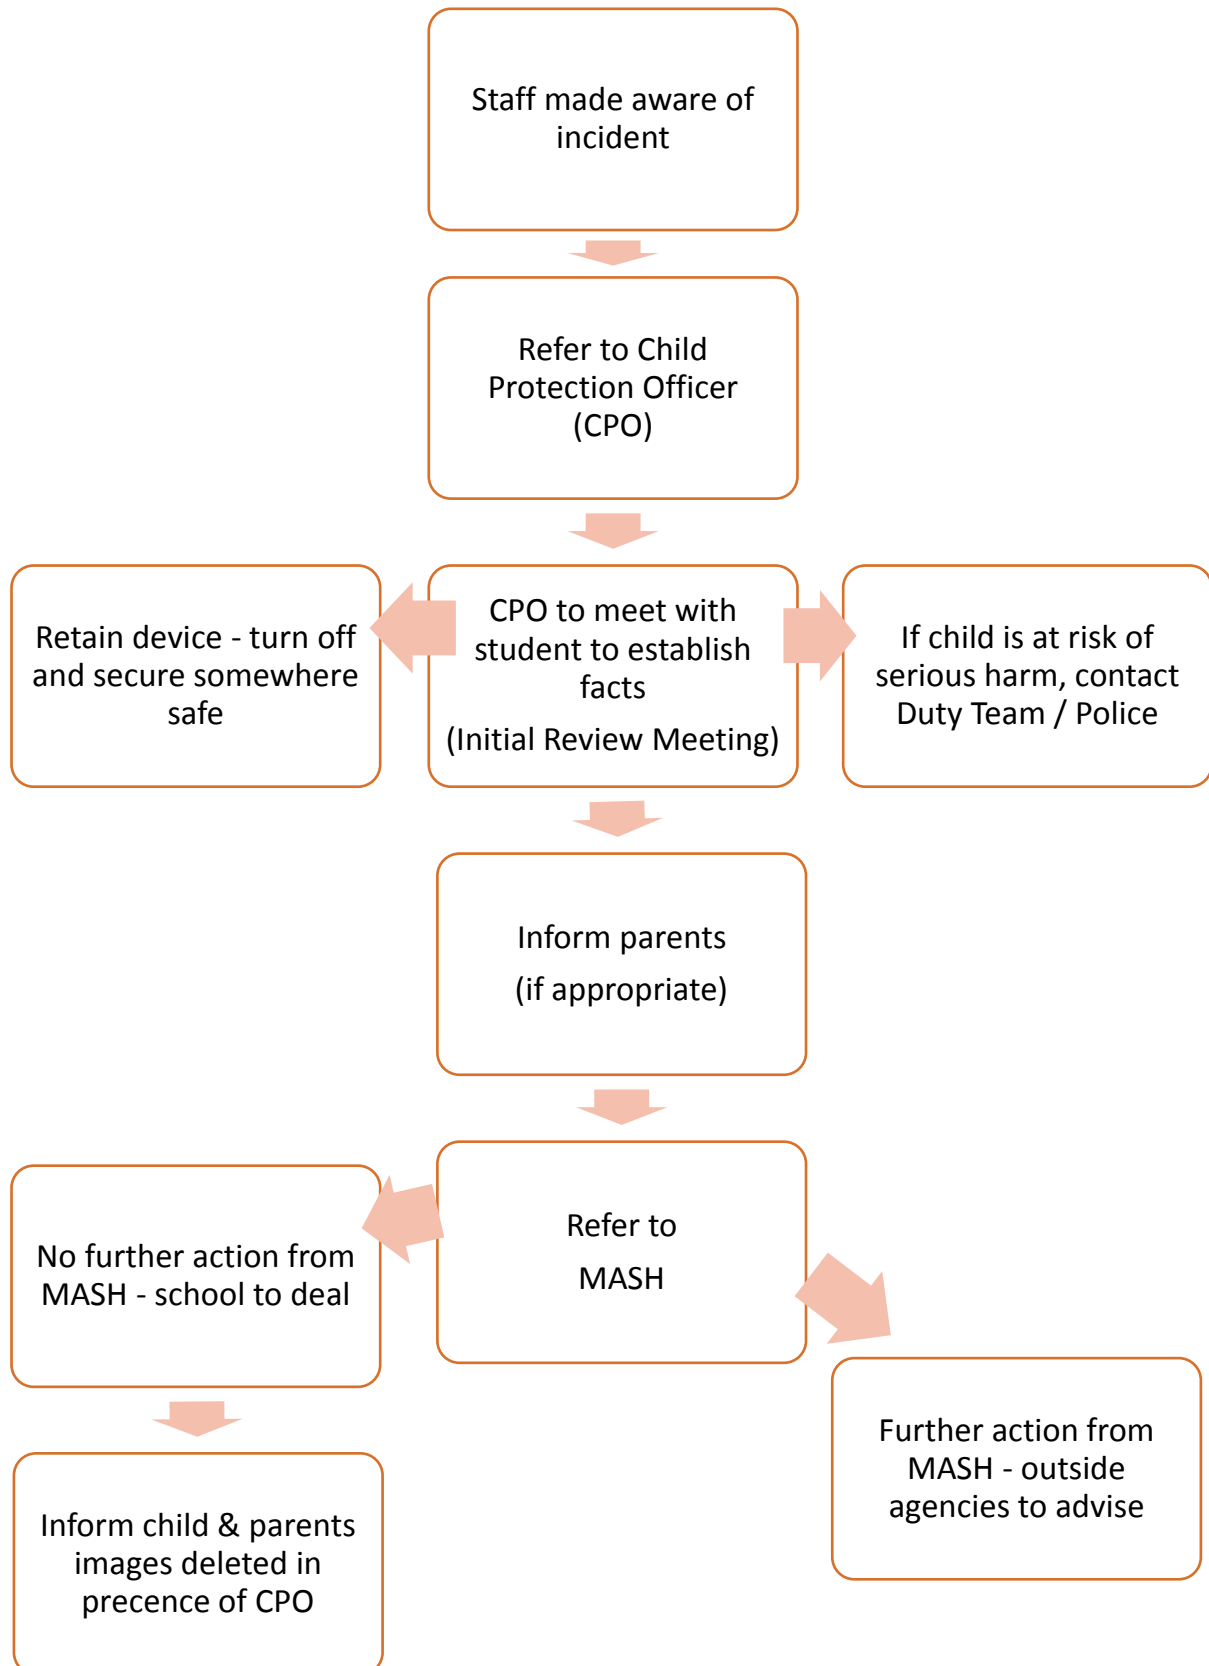 Staff made aware of
incident
Refer to Child
Protection Officer
(CPO)
Retain device - turn off
and secure somewhere
safe
CPO to meet with
student to establish
facts
(Initial Review Meeting)
If child is at risk of
serious harm, contact
Duty Team / Police
Inform parents
(if appropriate)
Refer to
MASH
No further action from
MASH - school to deal
Further action from
MASH - outside
agencies to advise
Inform child & parents
images deleted in
precence of CPO